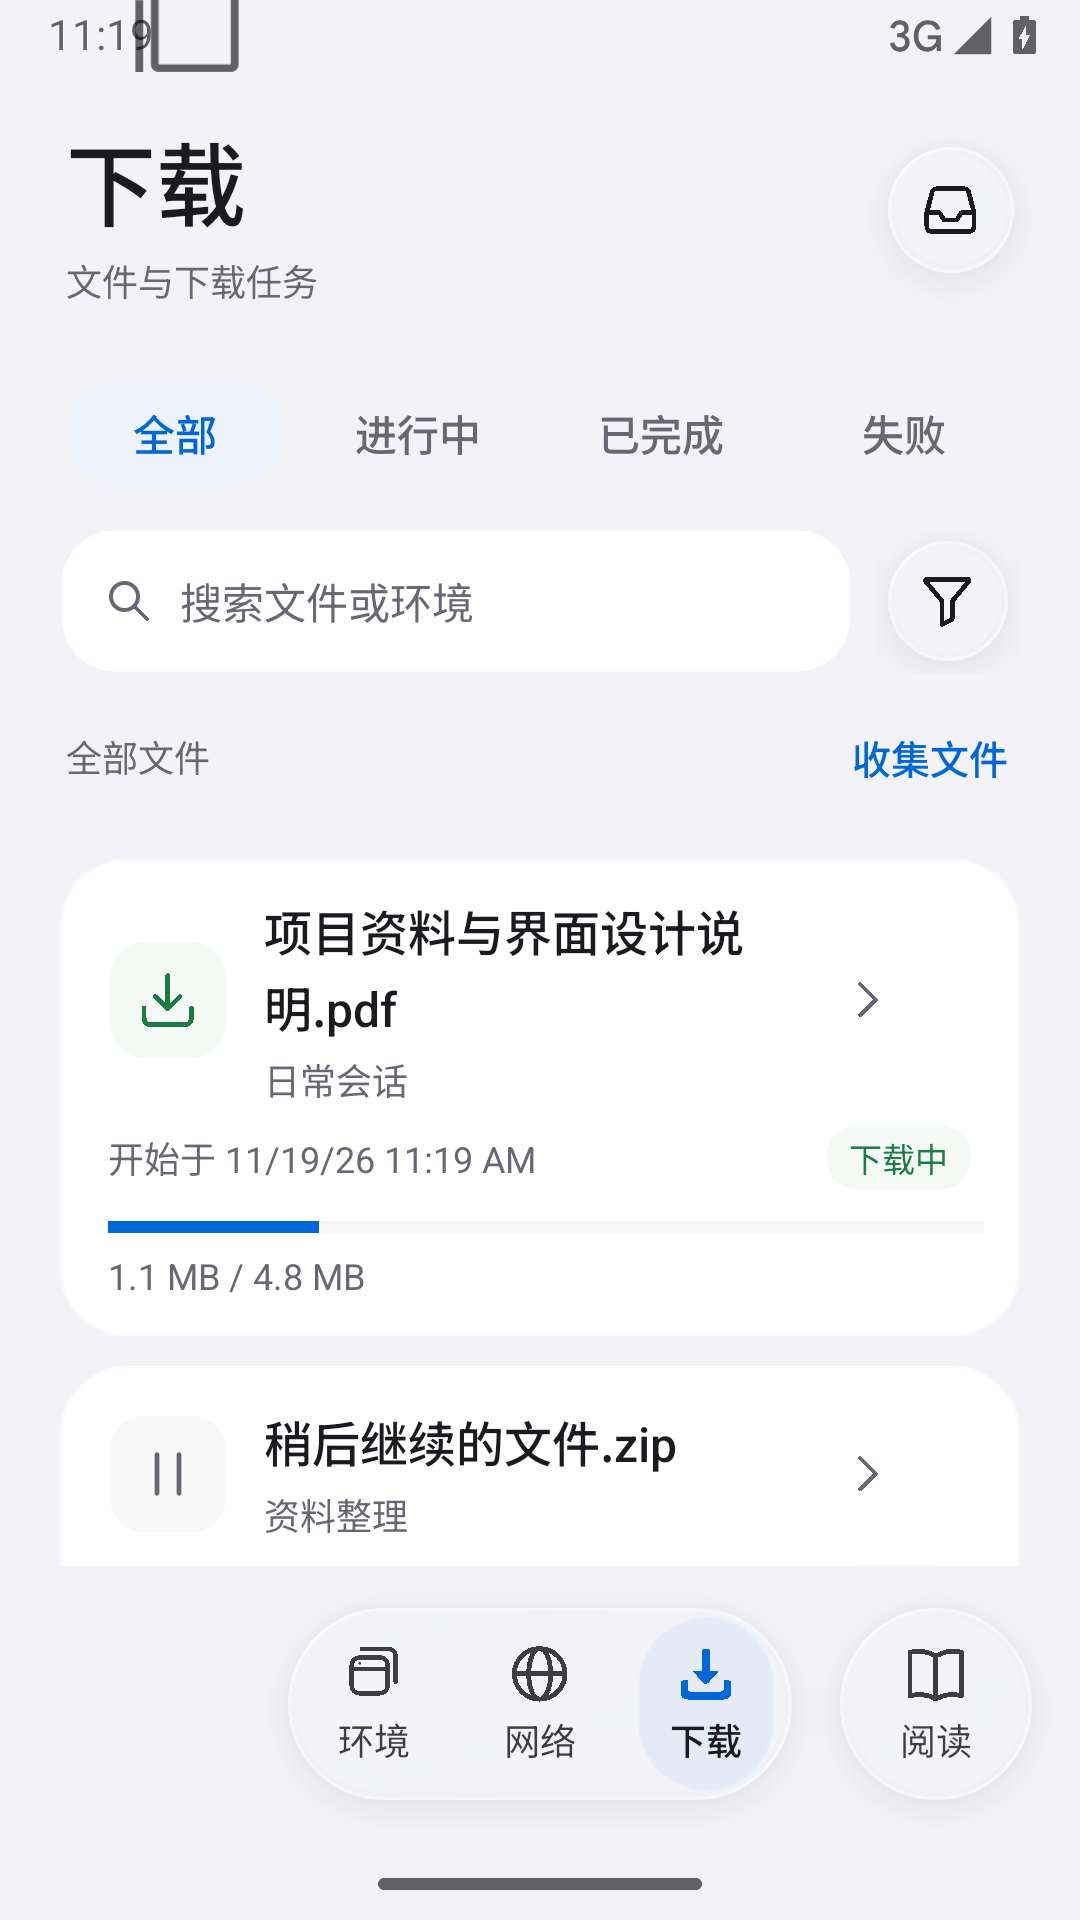 11:19
3G
下载
文件与下载任务
全部 进行中 已完成 失败
搜索文件或环境
全部文件 收集文件
项目资料与界面设计说
明.pdf
日常会话
开始于 11/19/26 11:19 AM 下载中
1.1 MB / 4.8 MB
稍后继续的文件.zip
资料整理
环境 网络 下载 阅读